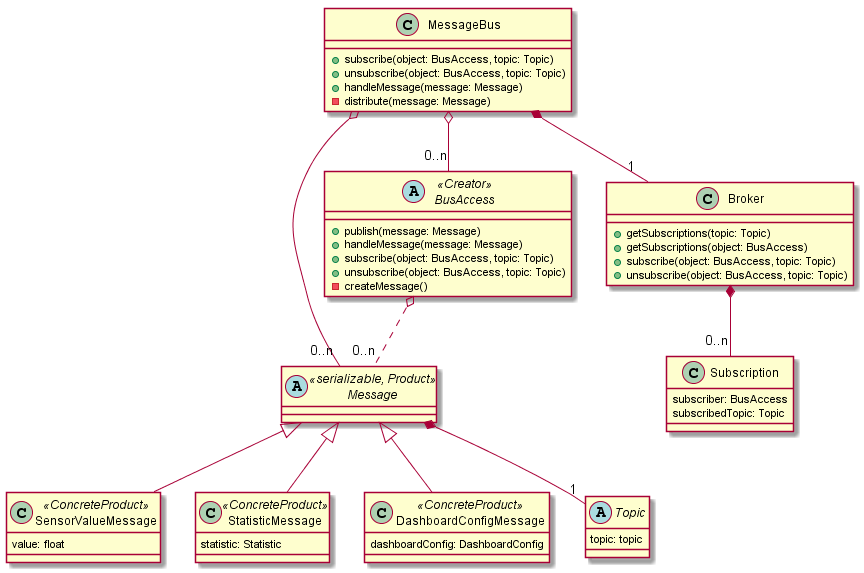 C MessageBus
subscribe(object: BusAccess, topic: Topic)
unsubscribe(object: BusAccess, topic: Topic)
handleMessage(message: Message)
distribute(message: Message)
0..n
1
«Creator»
A BusAccess
publish(message: Message)
handleMessage(message: Message)
subscribe(object: BusAccess, topic: Topic)
unsubscribe(object: BusAccess, topic: Topic)
createMessage()
C Broker
getSubscriptions(topic: Topic)
getSubscriptions(object: BusAccess)
subscribe(object: BusAccess, topic: Topic)
unsubscribe(object: BusAccess, topic: Topic)
0..n
0..n
0..n
«serializable, Product»
A Message
C Subscription
subscriber: BusAccess
subscribedTopic: Topic
1
«ConcreteProduct»
C SensorValueMessage
value: float
«ConcreteProduct»
C StatisticMessage
statistic: Statistic
«ConcreteProduct»
C DashboardConfigMessage
dashboardConfig: DashboardConfig
A Topic
topic: topic